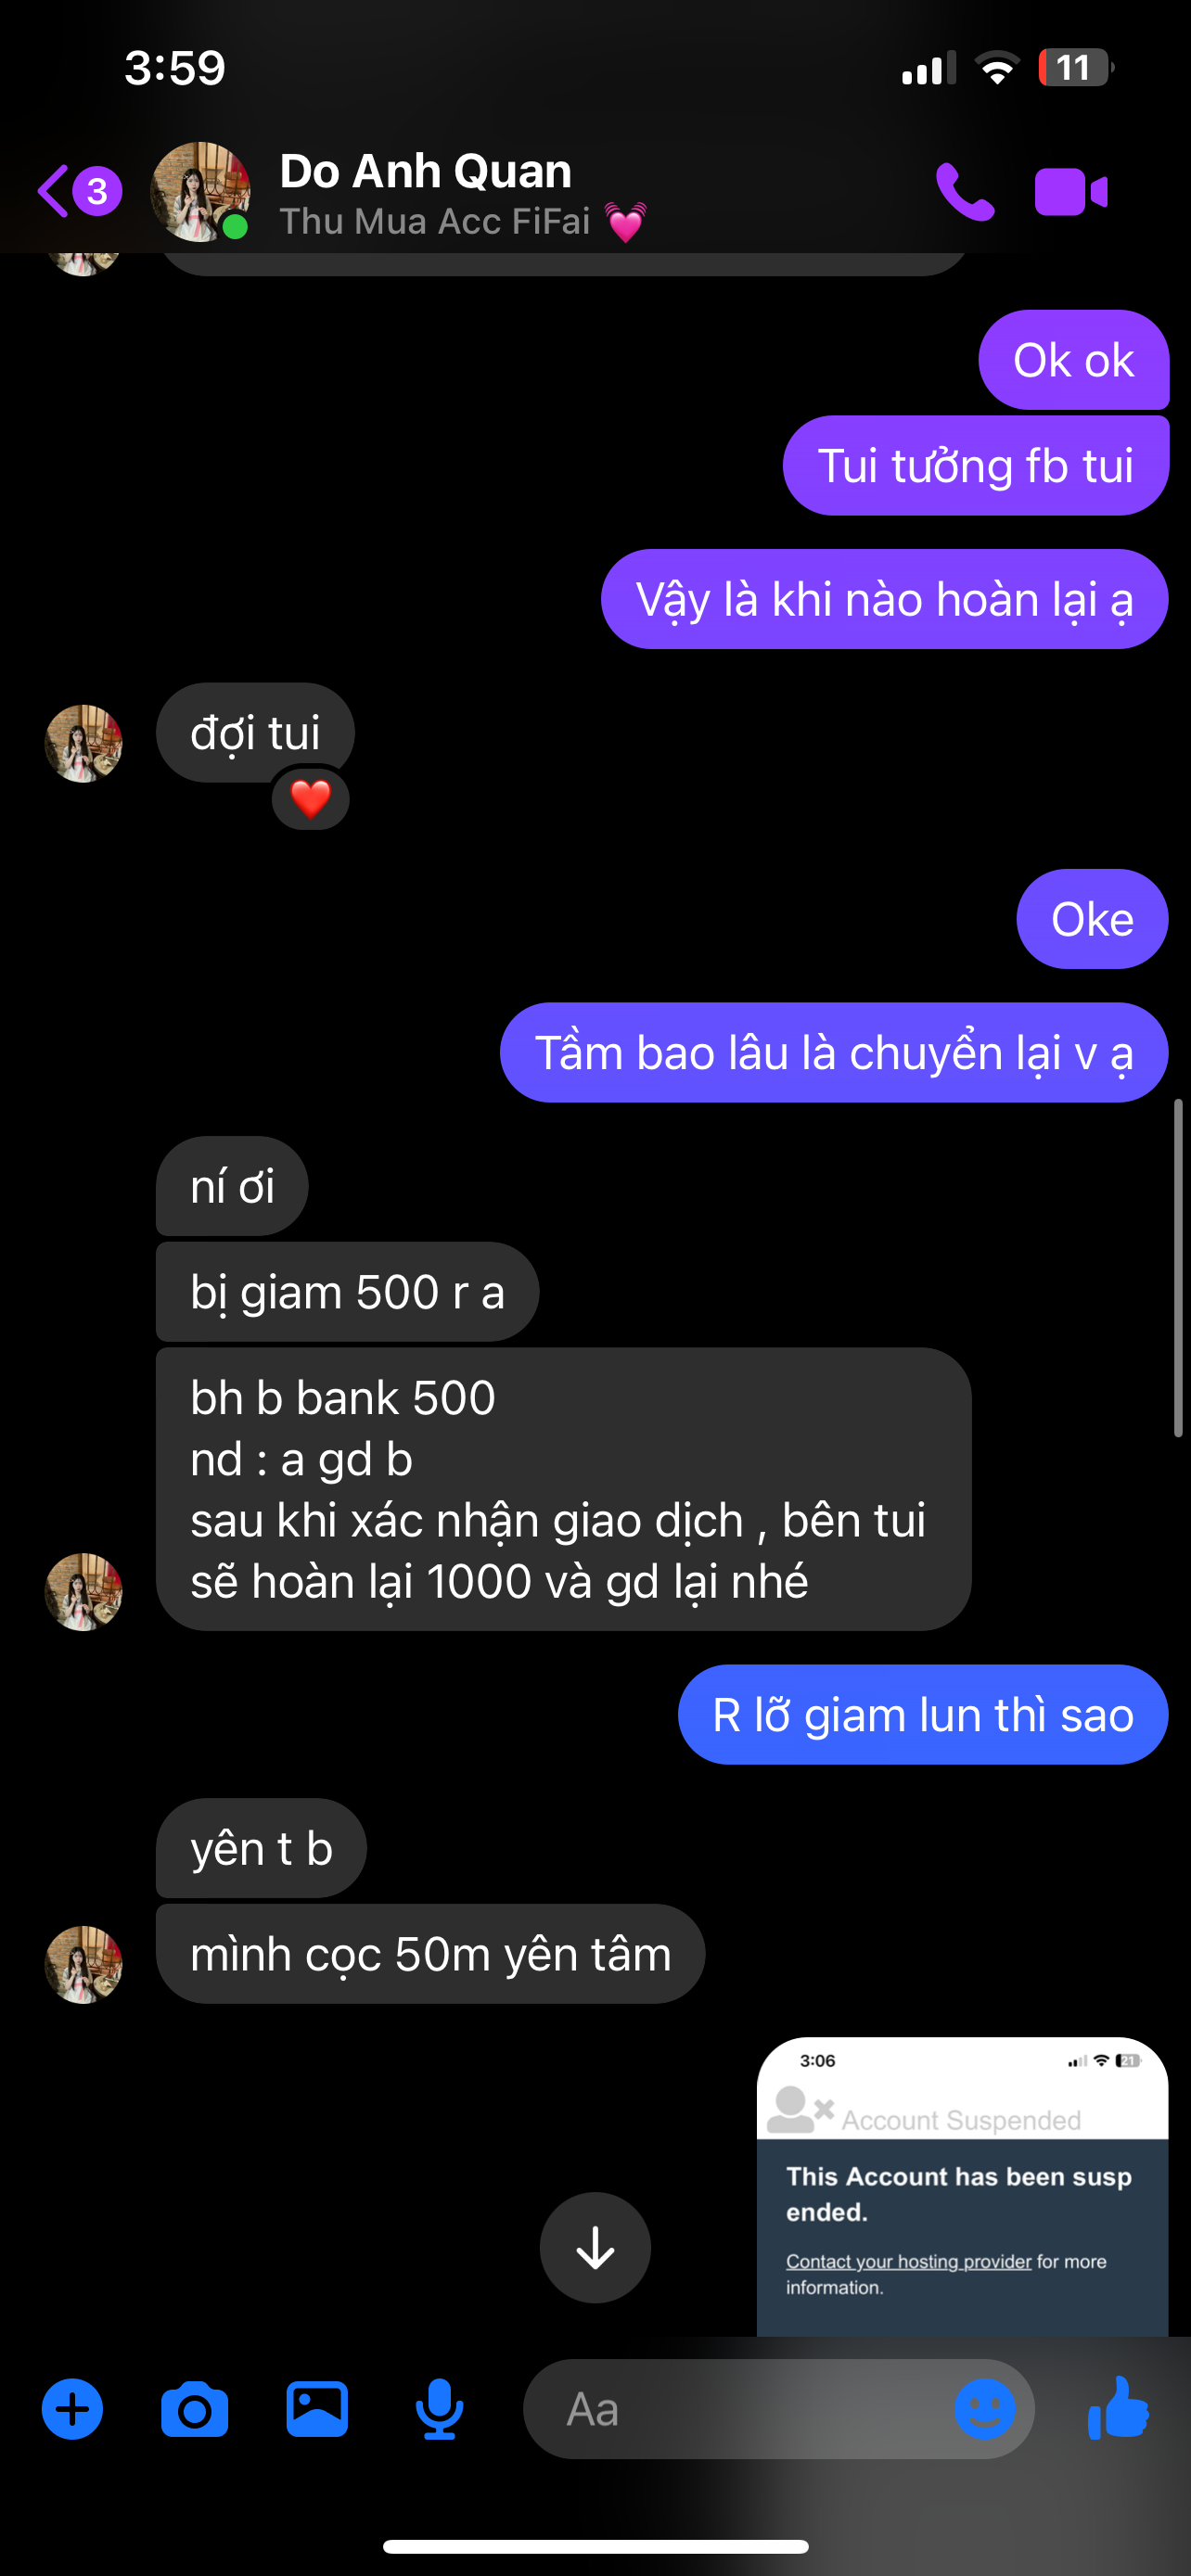 3:59
11
3
Do Anh Quan
Thu Mua Acc FiFai 💓
Ok ok
Tui tưởng fb tui
Vậy là khi nào hoàn lại ạ
đợi tui
Oke
Tầm bao lâu là chuyển lại v ạ
ní ơi
bị giam 500 r a
bh b bank 500
nd : a gd b
sau khi xác nhận giao dịch , bên tui
sẽ hoàn lại 1000 và gd lại nhé
R lỡ giam lun thì sao
yên t b
mình cọc 50m yên tâm
3:06
21
Account Suspended
This Account has been susp
ended.
Contact your hosting provider for more
information.
Aa